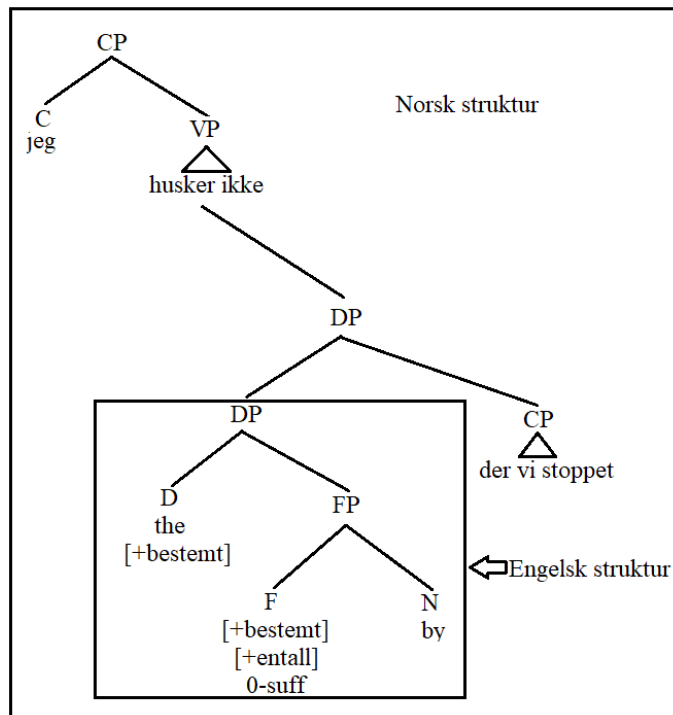 CP
Norsk struktur
C
jeg
VP
husker ikke
DP
DP
CP
der vi stoppet
D
the
[+bestemt]
FP
Engelsk struktur
F
[+bestemt]
[+entall]
0-suff
N
by